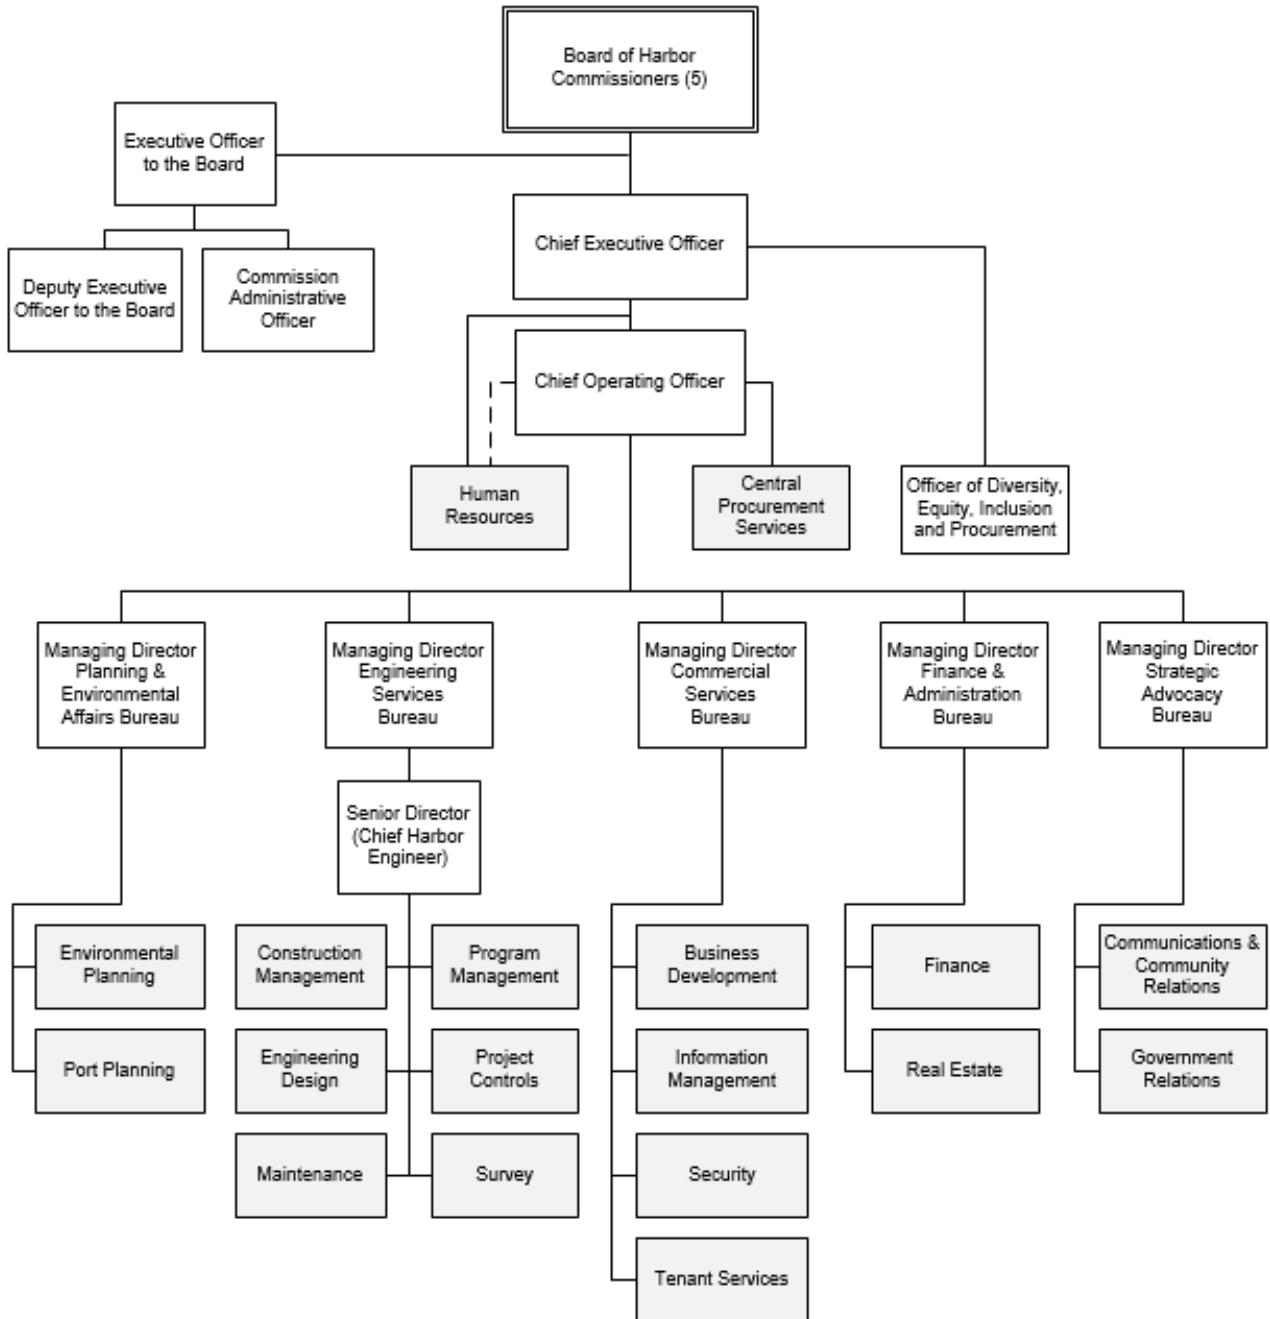 Board of Harbor
Commissioners (5)
Executive Officer
to the Board
Deputy Executive
Officer to the Board
Commission
Administrative
Officer
Chief Executive Officer
Chief Operating Officer
Human
Resources
Central
Procurement
Services
Officer of Diversity,
Equity, Inclusion
and Procurement
Managing Director
Planning &
Environmental
Affairs Bureau
Managing Director
Engineering
Services
Bureau
Managing Director
Commercial
Services
Bureau
Managing Director
Finance &
Administration
Bureau
Managing Director
Strategic
Advocacy
Bureau
Senior Director
(Chief Harbor
Engineer)
Environmental
Planning
Port Planning
Construction
Management
Program
Management
Engineering
Design
Project
Controls
Maintenance
Survey
Business
Development
Information
Management
Security
Tenant Services
Finance
Real Estate
Communications &
Community
Relations
Government
Relations